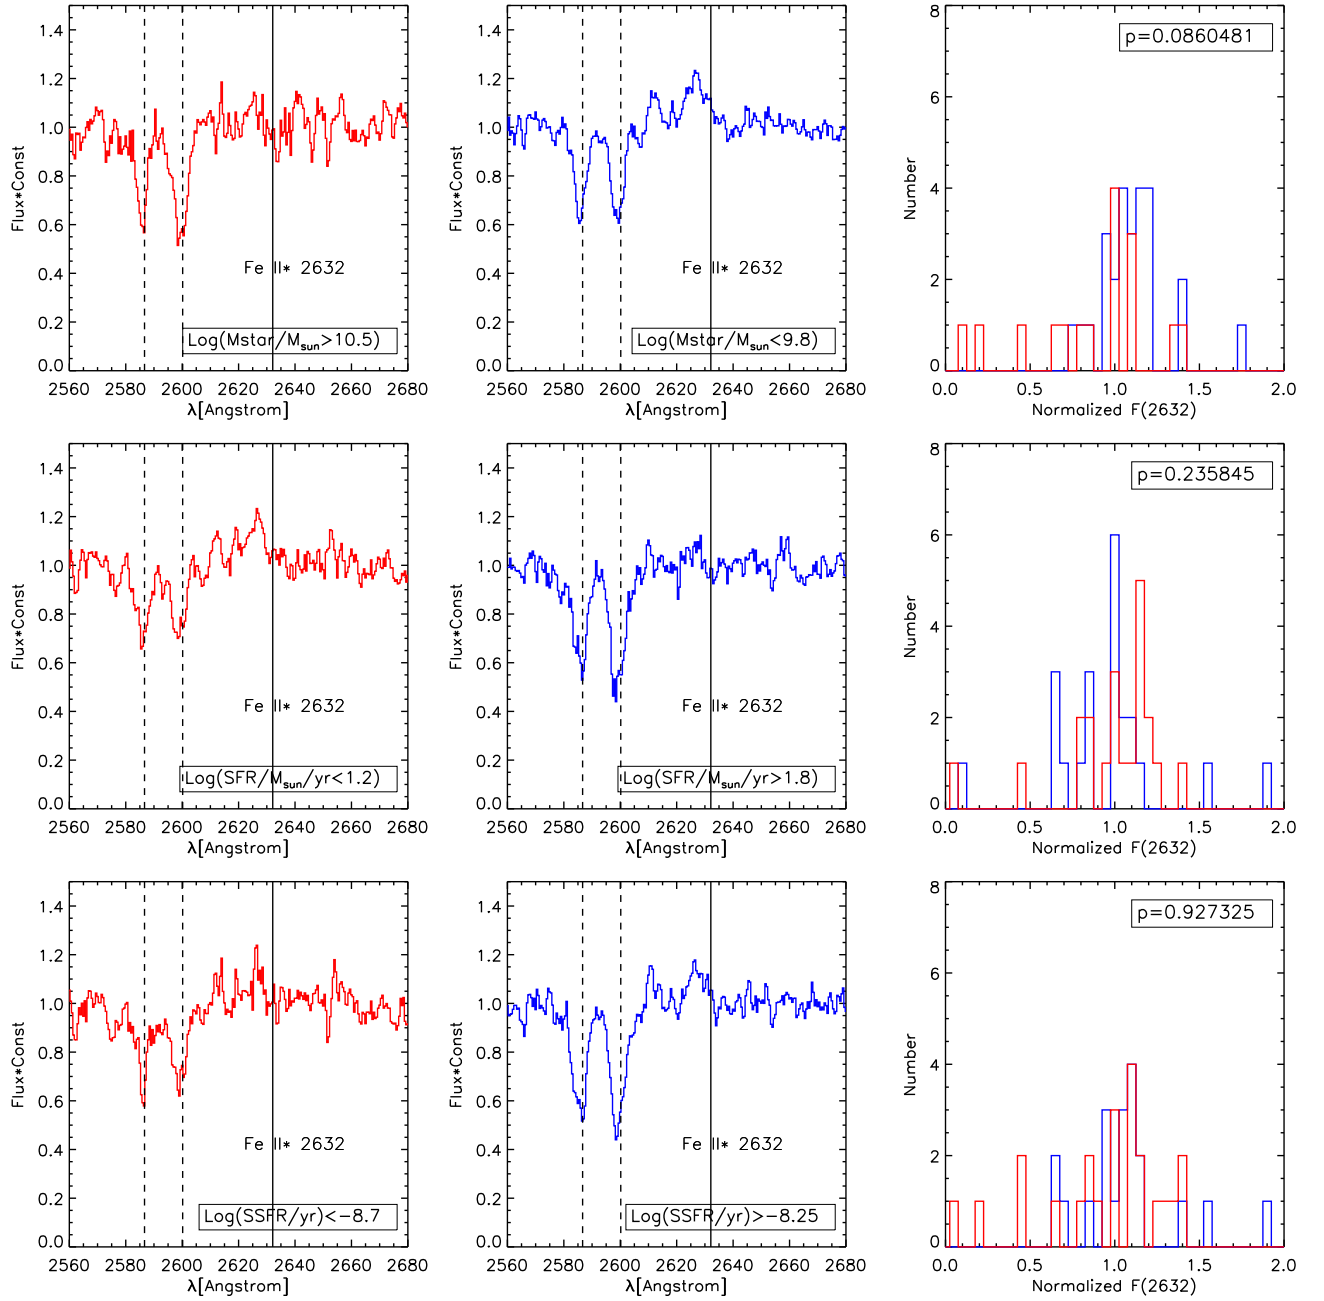 1.4
1.2
1.0
0.8
0.6
0.4
0.2
0.0
Flux*Const
Fe II* 2632
Log(Mstar/Msun>10.5)
2560 2580 2600 2620 2640 2660 2680
λ[Angstrom]
1.4
1.2
1.0
0.8
0.6
0.4
0.2
0.0
Flux*Const
Fe II* 2632
Log(Mstar/Msun<9.8)
2560 2580 2600 2620 2640 2660 2680
λ[Angstrom]
8
6
4
2
0
Number
p=0.0860481
0.0 0.5 1.0 1.5 2.0
Normalized F(2632)
1.4
1.2
1.0
0.8
0.6
0.4
0.2
0.0
Flux*Const
Fe II* 2632
Log(SFR/Msun/yr<1.2)
2560 2580 2600 2620 2640 2660 2680
λ[Angstrom]
1.4
1.2
1.0
0.8
0.6
0.4
0.2
0.0
Flux*Const
Fe II* 2632
Log(SFR/Msun/yr>1.8)
2560 2580 2600 2620 2640 2660 2680
λ[Angstrom]
8
6
4
2
0
Number
p=0.235845
0.0 0.5 1.0 1.5 2.0
Normalized F(2632)
1.4
1.2
1.0
0.8
0.6
0.4
0.2
0.0
Flux*Const
Fe II* 2632
Log(SSFR/yr)<−8.7
2560 2580 2600 2620 2640 2660 2680
λ[Angstrom]
1.4
1.2
1.0
0.8
0.6
0.4
0.2
0.0
Flux*Const
Fe II* 2632
Log(SSFR/yr)>−8.25
2560 2580 2600 2620 2640 2660 2680
λ[Angstrom]
8
6
4
2
0
Number
p=0.927325
0.0 0.5 1.0 1.5 2.0
Normalized F(2632)